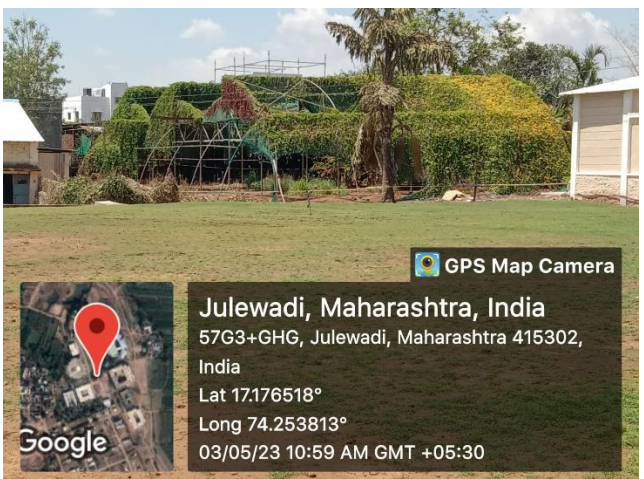 GPS Map Camera
Julewadi, Maharashtra, India
57G3+GHG, Julewadi, Maharashtra 415302,
India
Lat 17.176518°
Long 74.253813°
03/05/23 10:59 AM GMT +05:30
Google